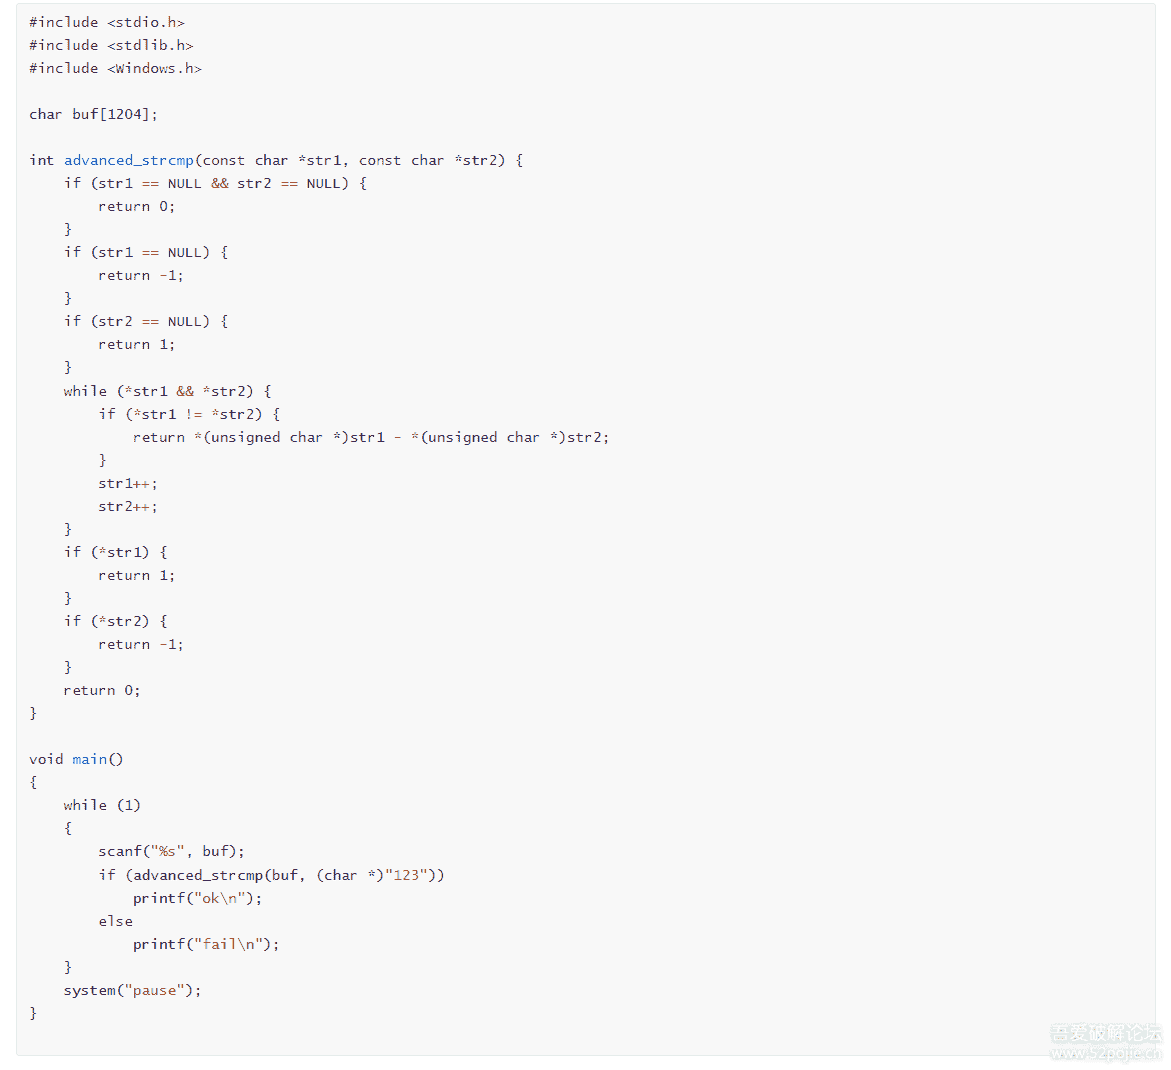 #include <stdio.h>
#include <stdlib.h>
#include <Windows.h>

char buf[1204];

int advanced_strcmp(const char *str1, const char *str2) {
    if (str1 == NULL && str2 == NULL) {
        return 0;
    }
    if (str1 == NULL) {
        return -1;
    }
    if (str2 == NULL) {
        return 1;
    }
    while (*str1 && *str2) {
        if (*str1 != *str2) {
            return *(unsigned char *)str1 - *(unsigned char *)str2;
        }
        str1++;
        str2++;
    }
    if (*str1) {
        return 1;
    }
    if (*str2) {
        return -1;
    }
    return 0;
}

void main()
{
    while (1)
    {
        scanf("%s", buf);
        if (advanced_strcmp(buf, (char *)"123"))
            printf("ok\n");
        else
            printf("fail\n");
    }
    system("pause");
}
吾爱破解论坛
www.52pojie.cn